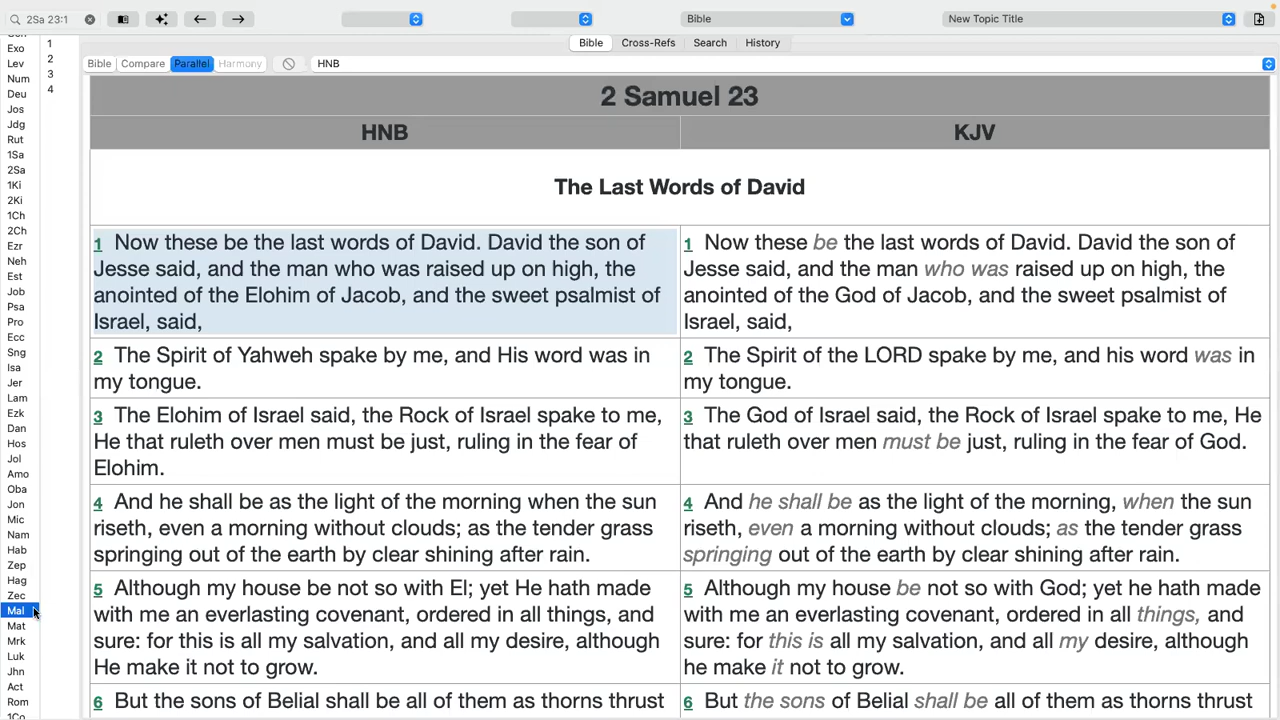 2Sa 23:1
Bible
New Topic Title
Bible Cross-Refs Search History
Bible Compare Parallel Harmony HNB
Exo
Lev
Num
Deu
Jos
Jdg
Rut
1Sa
2Sa
1Ki
2Ki
1Ch
2Ch
Ezr
Neh
Est
Job
Psa
Pro
Ecc
Sng
Isa
Jer
Lam
Ezk
Dan
Hos
Jol
Amo
Oba
Jon
Mic
Nam
Hab
Zep
Hag
Zec
Mal
Mat
Mrk
Luk
Jhn
Act
Rom
1Co
1
2
3
4
2 Samuel 23
HNB
KJV
The Last Words of David
1 Now these be the last words of David. David the son of
Jesse said, and the man who was raised up on high, the
anointed of the Elohim of Jacob, and the sweet psalmist of
Israel, said,
1 Now these be the last words of David. David the son of
Jesse said, and the man who was raised up on high, the
anointed of the God of Jacob, and the sweet psalmist of
Israel, said,
2 The Spirit of Yahweh spake by me, and His word was in
my tongue.
2 The Spirit of the LORD spake by me, and his word was in
my tongue.
3 The Elohim of Israel said, the Rock of Israel spake to me,
He that ruleth over men must be just, ruling in the fear of
Elohim.
3 The God of Israel said, the Rock of Israel spake to me, He
that ruleth over men must be just, ruling in the fear of God.
4 And he shall be as the light of the morning when the sun
riseth, even a morning without clouds; as the tender grass
springing out of the earth by clear shining after rain.
4 And he shall be as the light of the morning, when the sun
riseth, even a morning without clouds; as the tender grass
springing out of the earth by clear shining after rain.
5 Although my house be not so with El; yet He hath made
with me an everlasting covenant, ordered in all things, and
sure: for this is all my salvation, and all my desire, although
He make it not to grow.
5 Although my house be not so with God; yet he hath made
with me an everlasting covenant, ordered in all things, and
sure: for this is all my salvation, and all my desire, although
he make it not to grow.
6 But the sons of Belial shall be all of them as thorns thrust
6 But the sons of Belial shall be all of them as thorns thrust